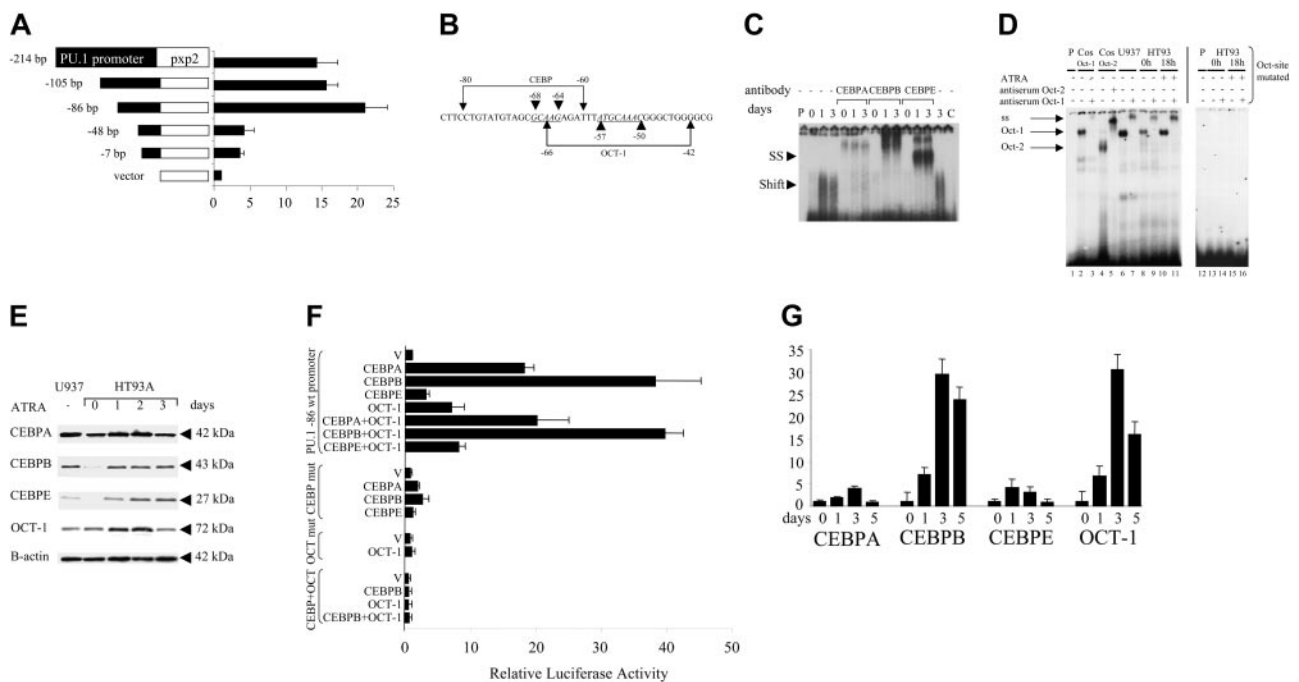 A
-214 bp
PU.1 promoter
pxp2
-105 bp
-86 bp
-48 bp
-7 bp
vector
0 5 10 15 20 25
B
-80 CEBP -60
-68 -64
CTTCCTGTATGTAGCGCAAGAGATTTATGCAAACGGGCTGGGGCG
-57 -50
-66 OCT-1 -42
C
antibody - - - CEBPA CEBPB CEBPE - -
days P 0 1 3 0 1 3 0 1 3 0 1 3 3 C
SS
Shift
D
P Cos Oct-1 Cos Oct-2 U937 HT93 0h 18h
P HT93 0h 18h
Oct-site mutated
ATRA + + + +
antiserum Oct-2 +
antiserum Oct-1 + + + + + +
ss
Oct-1
Oct-2
1 2 3 4 5 6 7 8 9 10 11
12 13 14 15 16
E
U937 HT93A
ATRA - 0 1 2 3 days
CEBPA 42 kDa
CEBPB 43 kDa
CEBPE 27 kDa
OCT-1 72 kDa
B-actin 42 kDa
F
PU.1 -86 wt promoter
V
CEBPA
CEBPB
CEBPE
OCT-1
CEBPA+OCT-1
CEBPB+OCT-1
CEBPE+OCT-1
CEBP mut
V
CEBPA
CEBPB
CEBPE
OCT mut
V
OCT-1
CEBP+OCT
V
CEBPB
OCT-1
CEBPB+OCT-1
0 10 20 30 40 50
Relative Luciferase Activity
G
35
30
25
20
15
10
5
0
days 0 1 3 5 0 1 3 5 0 1 3 5 0 1 3 5
CEBPA CEBPB CEBPE OCT-1